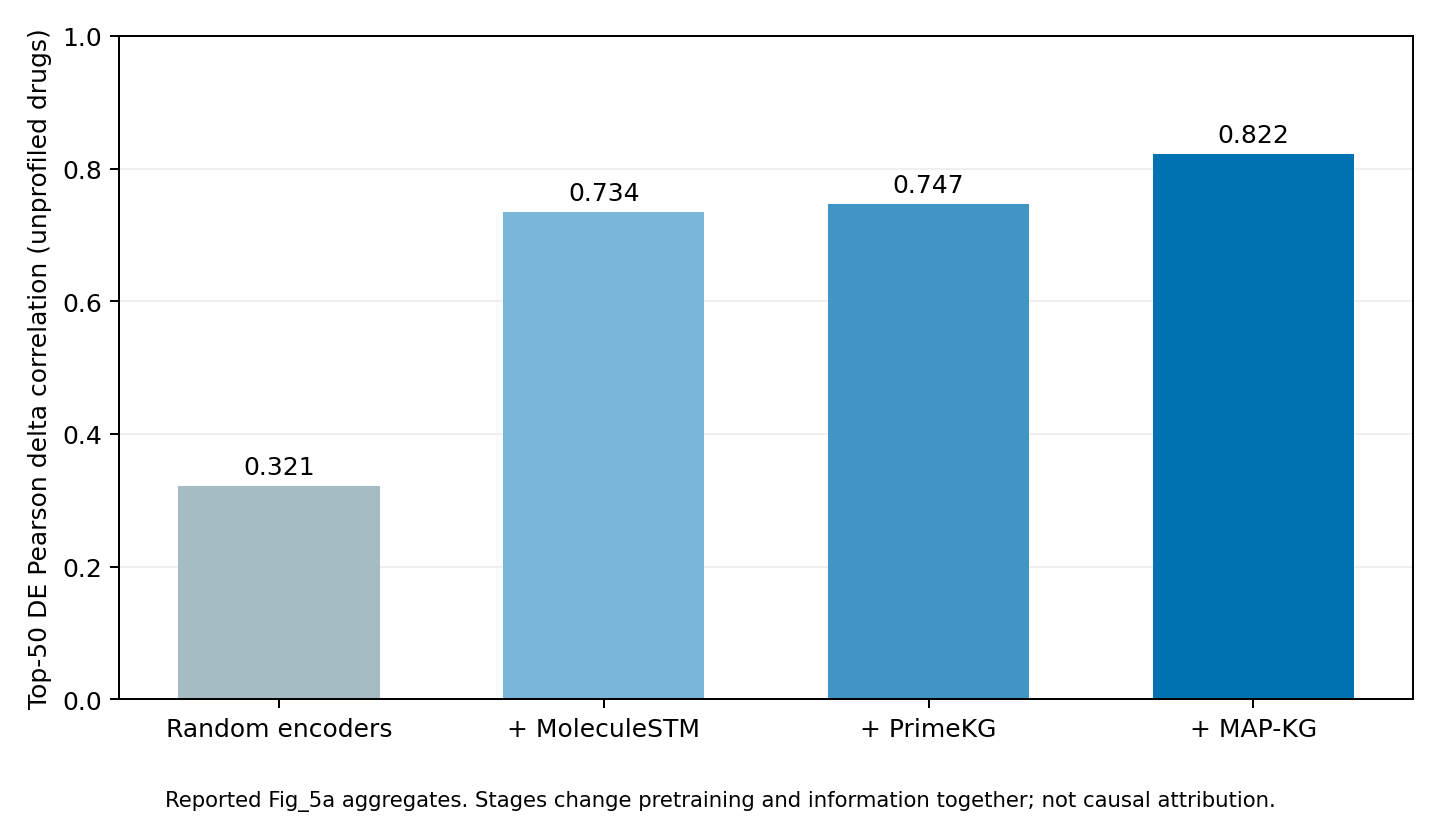 Top-50 DE Pearson delta correlation (unprofiled drugs)
1.0
0.8
0.6
0.4
0.2
0.0
0.321
0.734
0.747
0.822
Random encoders
+ MoleculeSTM
+ PrimeKG
+ MAP-KG
Reported Fig_5a aggregates. Stages change pretraining and information together; not causal attribution.